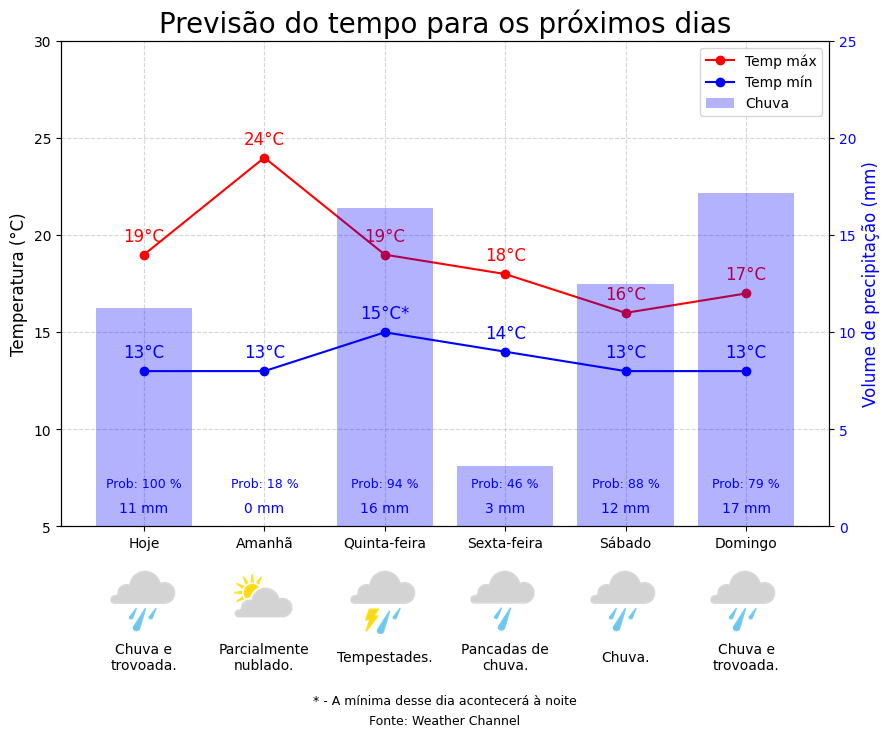 Previsão do tempo para os próximos dias
30
25
20
15
10
5
Temperatura (°C)
25
20
15
10
5
0
Volume de precipitação (mm)
Temp máx
Temp mín
Chuva
19°C
24°C
19°C
18°C
16°C
17°C
13°C
13°C
15°C*
14°C
13°C
13°C
Prob: 100 %
Prob: 18 %
Prob: 94 %
Prob: 46 %
Prob: 88 %
Prob: 79 %
11 mm
0 mm
16 mm
3 mm
12 mm
17 mm
Hoje
Amanhã
Quinta-feira
Sexta-feira
Sábado
Domingo
Chuva e
trovoada.
Parcialmente
nublado.
Tempestades.
Pancadas de
chuva.
Chuva.
Chuva e
trovoada.
* - A mínima desse dia acontecerá à noite
Fonte: Weather Channel